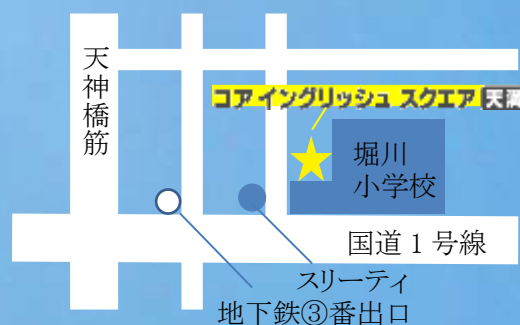 天神橋筋
コア イングリッシュ スクエア 天満
堀川
小学校
国道１号線
スリーティ
地下鉄③番出口